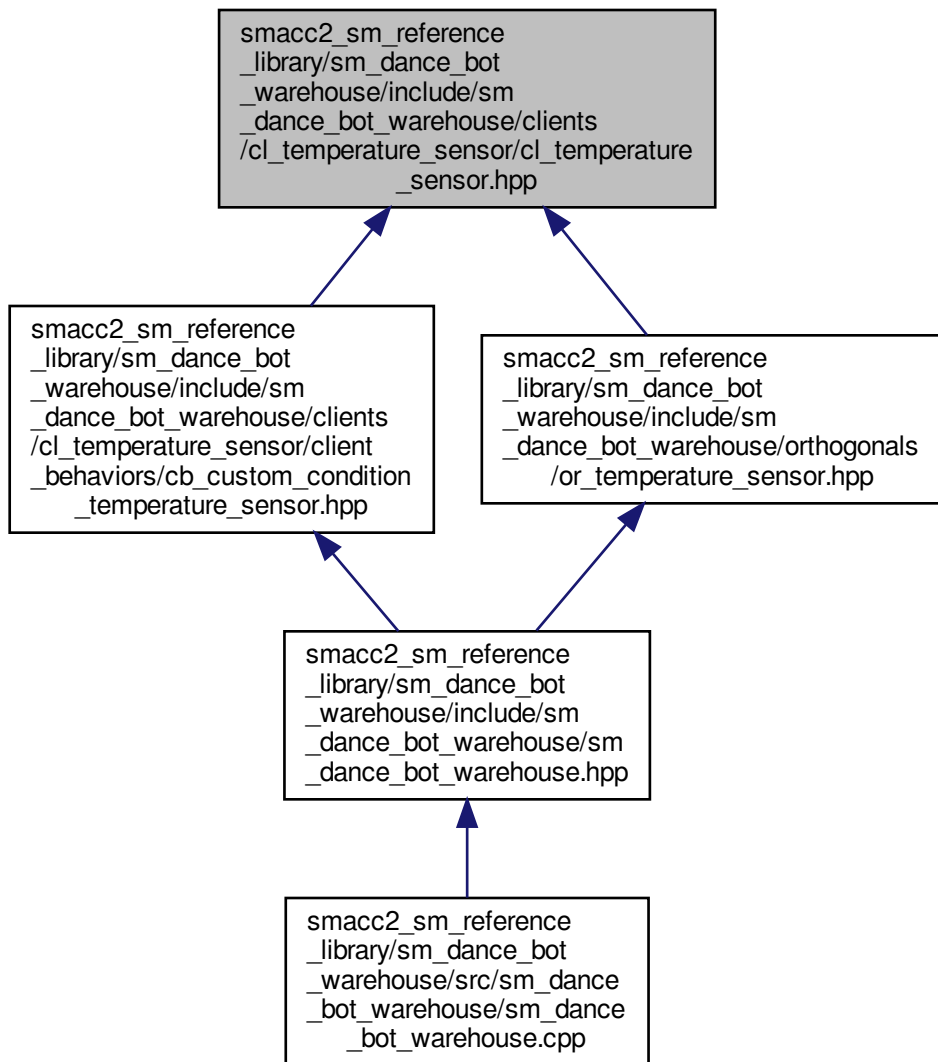 smacc2_sm_reference
_library/sm_dance_bot
_warehouse/include/sm
_dance_bot_warehouse/clients
/cl_temperature_sensor/cl_temperature
_sensor.hpp
smacc2_sm_reference
_library/sm_dance_bot
_warehouse/include/sm
_dance_bot_warehouse/clients
/cl_temperature_sensor/client
_behaviors/cb_custom_condition
_temperature_sensor.hpp
smacc2_sm_reference
_library/sm_dance_bot
_warehouse/include/sm
_dance_bot_warehouse/orthogonals
/or_temperature_sensor.hpp
smacc2_sm_reference
_library/sm_dance_bot
_warehouse/include/sm
_dance_bot_warehouse/sm
_dance_bot_warehouse.hpp
smacc2_sm_reference
_library/sm_dance_bot
_warehouse/src/sm_dance
_bot_warehouse/sm_dance
_bot_warehouse.cpp